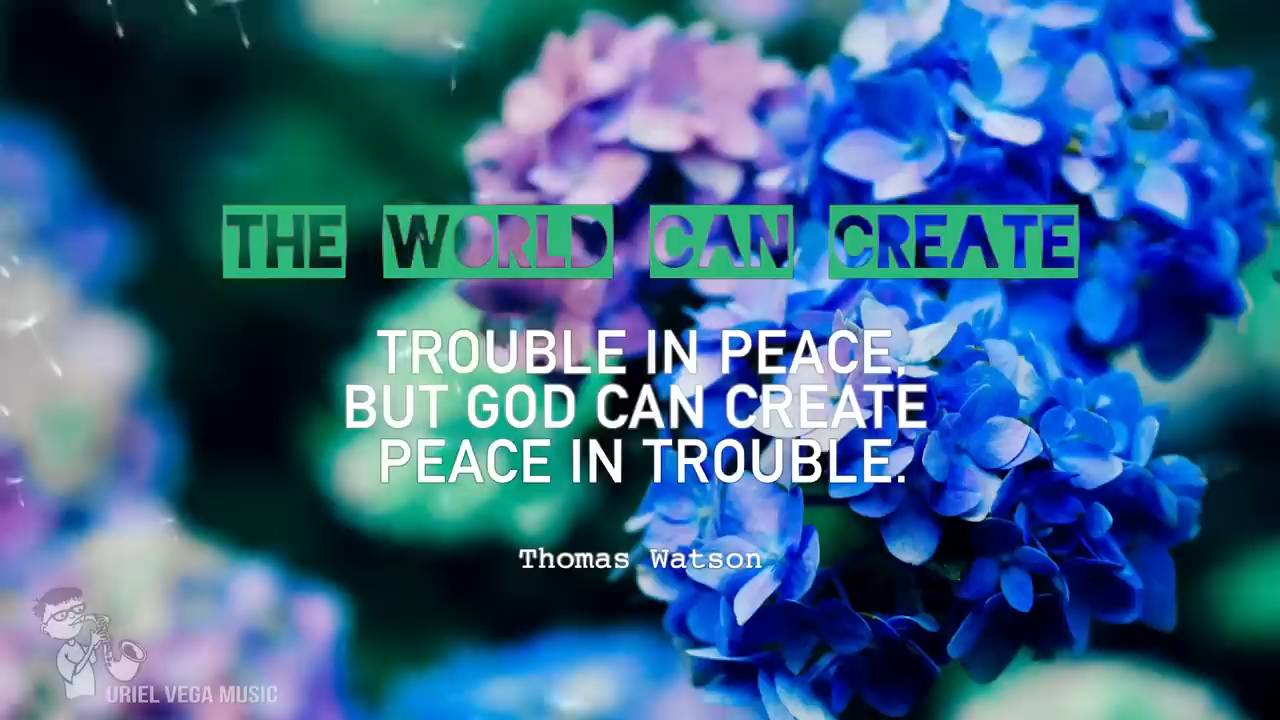 THE WORLD CAN CREATE
TROUBLE IN PEACE,
BUT GOD CAN CREATE
PEACE IN TROUBLE.
Thomas Watson
URIEL VEGA MUSIC